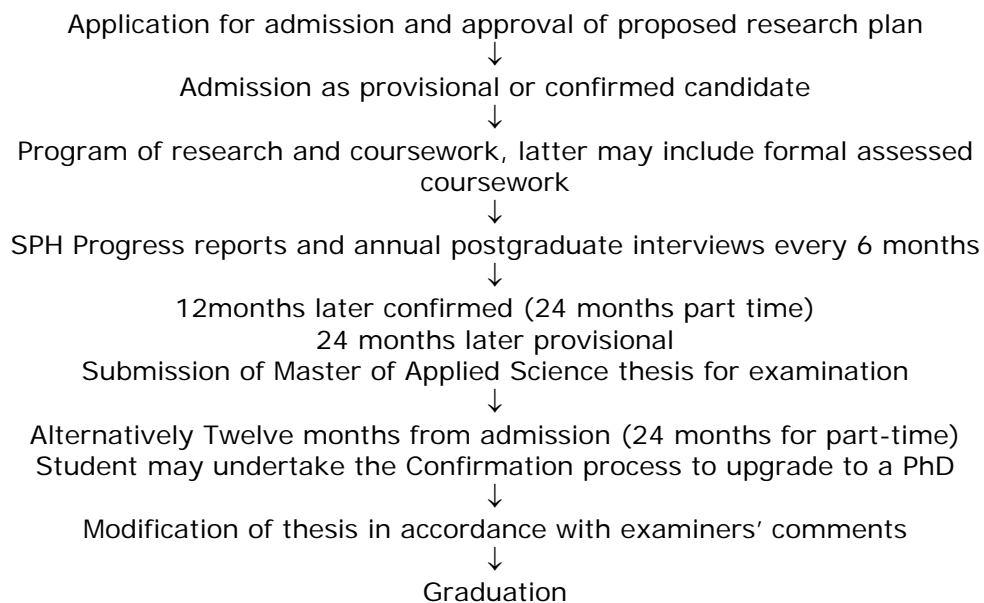 Application for admission and approval of proposed research plan
↓
Admission as provisional or confirmed candidate
↓
Program of research and coursework, latter may include formal assessed
coursework
↓
SPH Progress reports and annual postgraduate interviews every 6 months
↓
12months later confirmed (24 months part time)
24 months later provisional
Submission of Master of Applied Science thesis for examination
↓
Alternatively Twelve months from admission (24 months for part-time)
Student may undertake the Confirmation process to upgrade to a PhD
↓
Modification of thesis in accordance with examiners’ comments
↓
Graduation